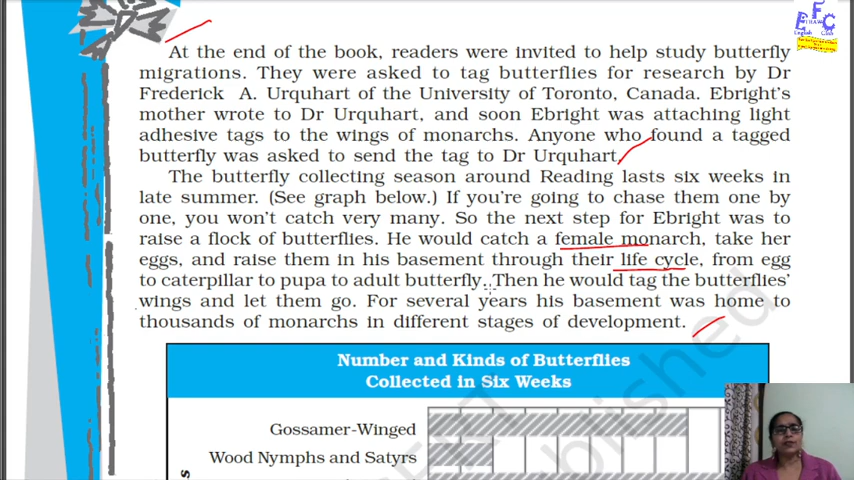 EFC
English Club
At the end of the book, readers were invited to help study butterfly
migrations. They were asked to tag butterflies for research by Dr
Frederick A. Urquhart of the University of Toronto, Canada. Ebright's
mother wrote to Dr Urquhart, and soon Ebright was attaching light
adhesive tags to the wings of monarchs. Anyone who found a tagged
butterfly was asked to send the tag to Dr Urquhart.
The butterfly collecting season around Reading lasts six weeks in
late summer. (See graph below.) If you're going to chase them one by
one, you won't catch very many. So the next step for Ebright was to
raise a flock of butterflies. He would catch a female monarch, take her
eggs, and raise them in his basement through their life cycle, from egg
to caterpillar to pupa to adult butterfly. Then he would tag the butterflies'
wings and let them go. For several years his basement was home to
thousands of monarchs in different stages of development.
Number and Kinds of Butterflies
Collected in Six Weeks
Gossamer-Winged
Wood Nymphs and Satyrs